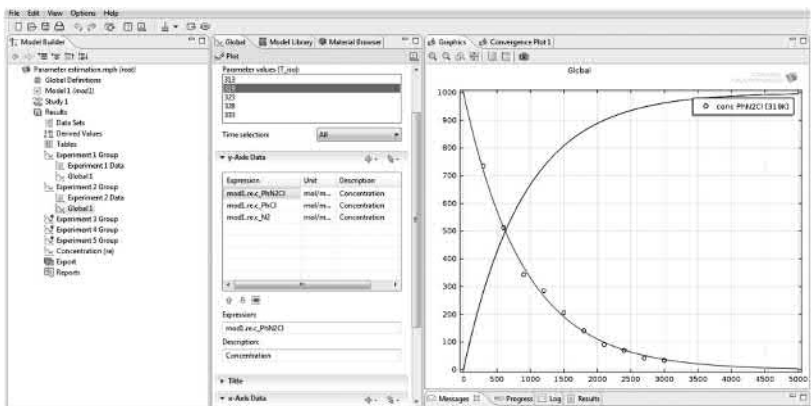 File Edit View Options Help
Model Builder
Parameter estimation.mph (root)
Global Definitions
Model 1 (mod1)
Study 1
Results
Data Sets
Derived Values
Tables
Experiment 1 Group
Experiment 1 Data
Global 1
Experiment 2 Group
Experiment 2 Data
Global 1
Experiment 3 Group
Experiment 4 Group
Experiment 5 Group
Concentration (re)
Export
Reports
Global Model Library Material Browser
Plot
Parameter values (T_iso):
313
319
323
328
333
Time selection: All
y-Axis Data
Expression Unit Description
mod1.re.c_PhN2Cl mol/m... Concentration
mod1.re.c_PhCl mol/m... Concentration
mod1.re.c_N2 mol/m... Concentration
Expression:
mod1.re.c_PhN2Cl
Description:
Concentration
Title
x-Axis Data
Graphics Convergence Plot 1
Global
conc PhN2Cl [319K]
1000
900
800
700
600
500
400
300
200
100
0
0 500 1000 1500 2000 2500 3000 3500 4000 4500 5000
Messages Progress Log Results